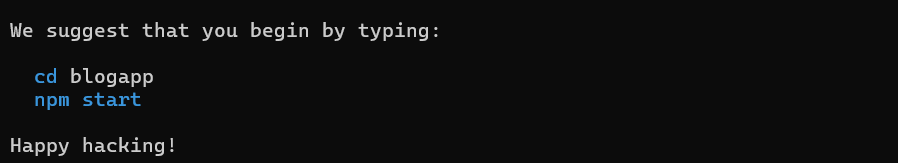 We suggest that you begin by typing:
cd blogapp
npm start
Happy hacking!